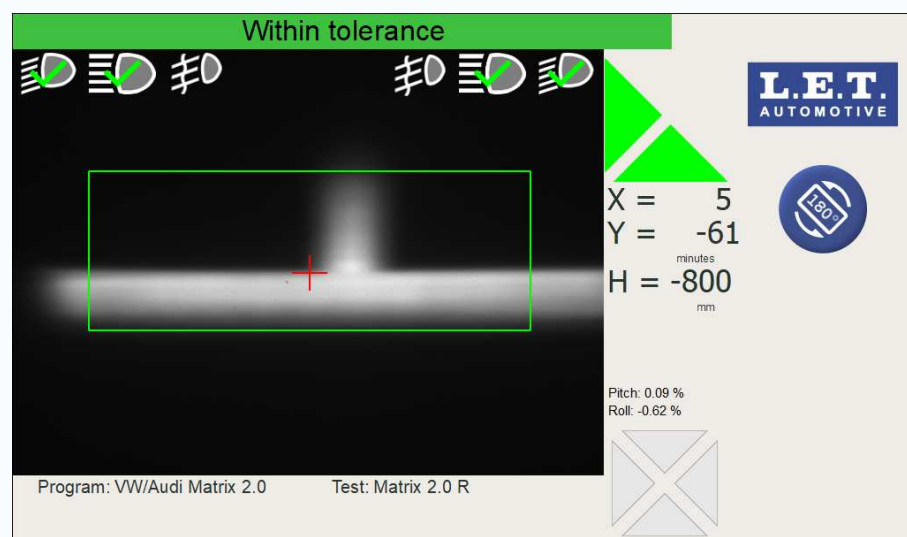 Within tolerance
L.E.T.
AUTOMOTIVE
180°
X = 5
Y = -61
minutes
H = -800
mm
Pitch: 0.09 %
Roll: -0.62 %
Program: VW/Audi Matrix 2.0 Test: Matrix 2.0 R